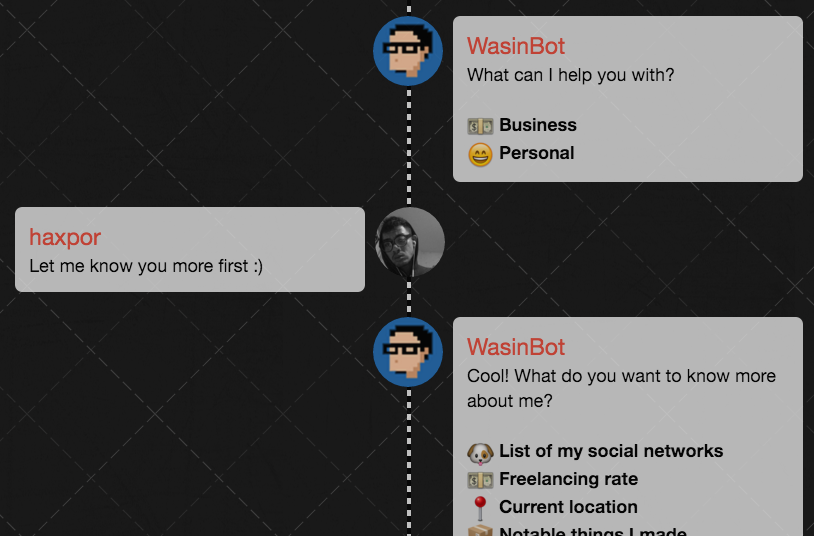 WasinBot
What can I help you with?
Business
Personal
haxpor
Let me know you more first :)
WasinBot
Cool! What do you want to know more
about me?
List of my social networks
Freelancing rate
Current location
Notable things I made